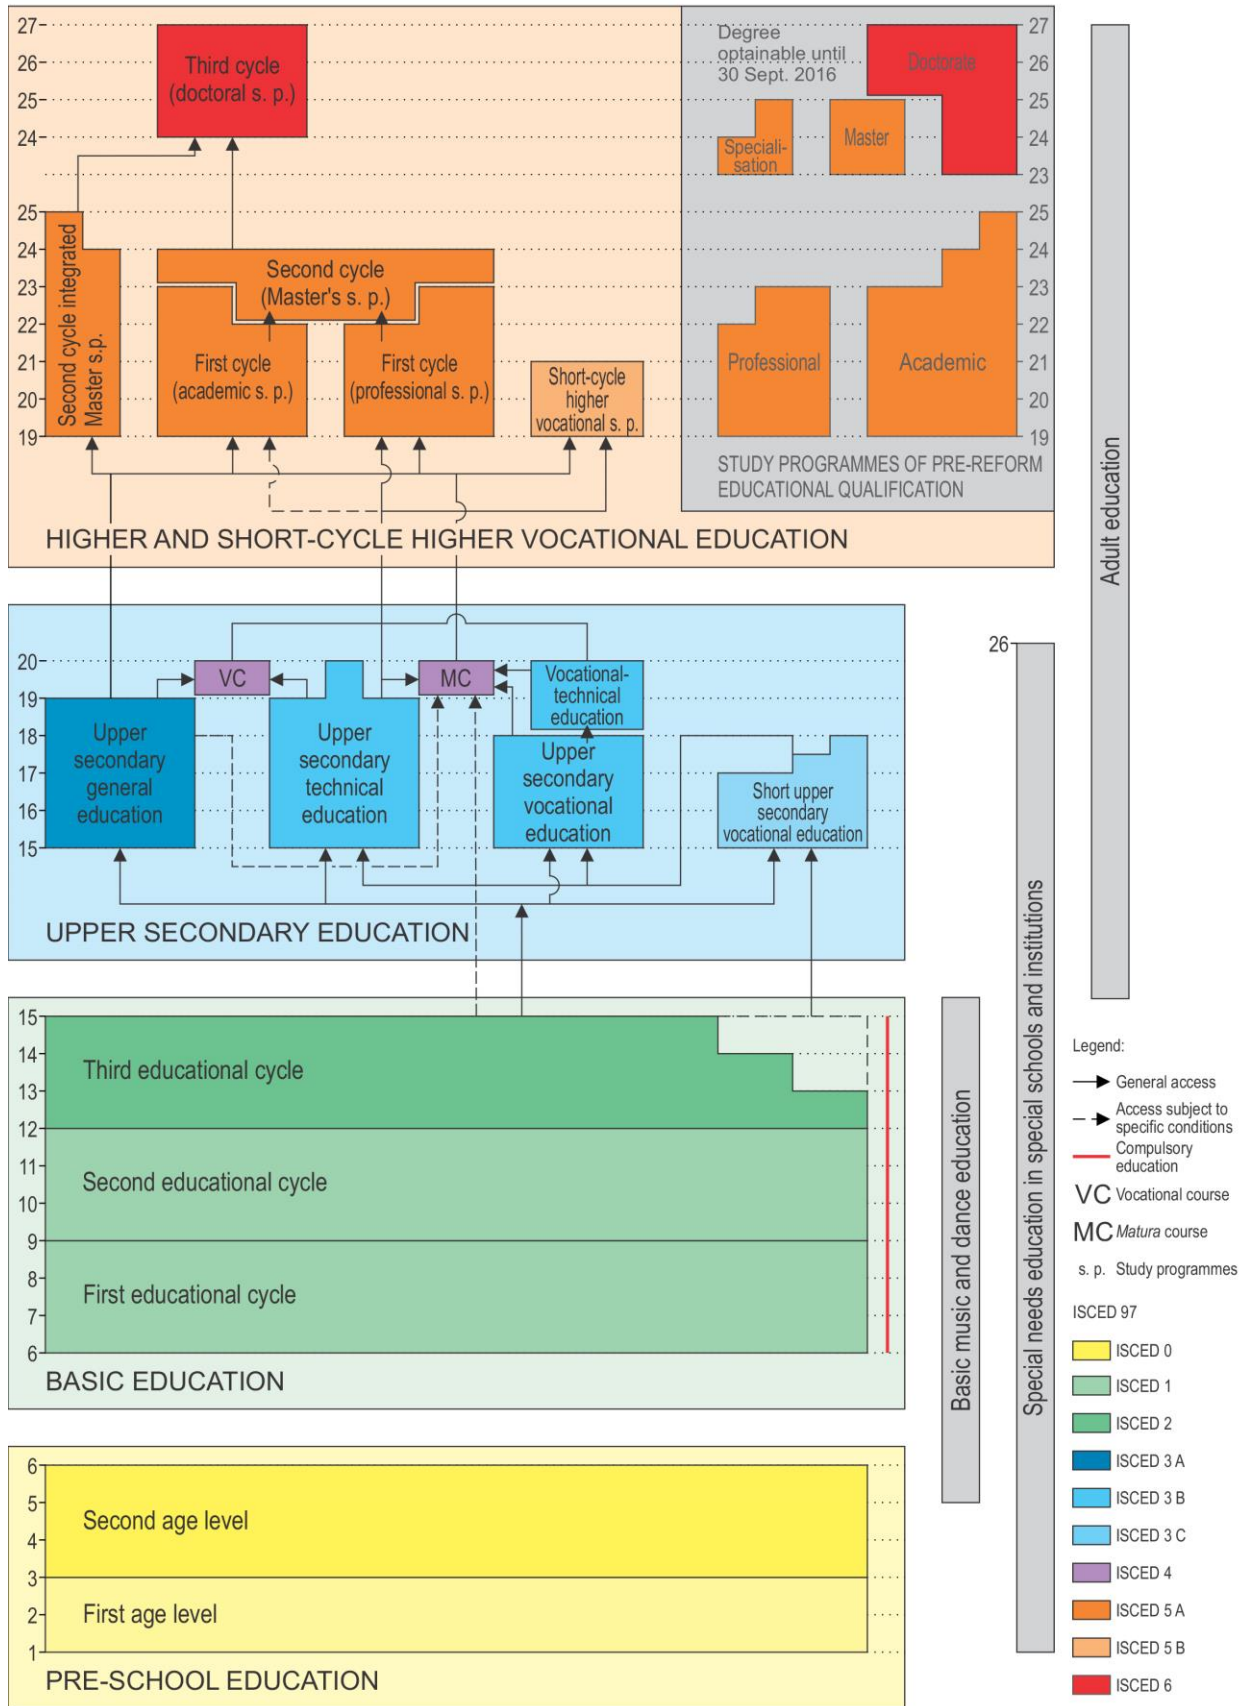 27
26
25
24
25
24
23
22
21
20
19
Third cycle
(doctoral s. p.)
Second cycle integrated
Master s.p.
Second cycle
(Master's s. p.)
First cycle
(academic s. p.)
First cycle
(professional s. p.)
Short-cycle
higher
vocational s. p.
HIGHER AND SHORT-CYCLE HIGHER VOCATIONAL EDUCATION
Degree
optainable until
30 Sept. 2016
Doctorate
Speciali-
sation
Master
Professional
Academic
STUDY PROGRAMMES OF PRE-REFORM
EDUCATIONAL QUALIFICATION
27
26
25
24
23
25
24
23
22
21
20
19
Adult education
20
19
18
17
16
15
VC
MC
Vocational-
technical
education
Upper
secondary
general
education
Upper
secondary
technical
education
Upper
secondary
vocational
education
Short upper
secondary
vocational education
UPPER SECONDARY EDUCATION
26
Special needs education in special schools and institutions
15
14
13
12
11
10
9
8
7
6
Third educational cycle
Second educational cycle
First educational cycle
BASIC EDUCATION
Basic music and dance education
6
5
4
3
2
1
Second age level
First age level
PRE-SCHOOL EDUCATION
Legend:
General access
Access subject to
specific conditions
Compulsory
education
VC Vocational course
MC Matura course
s. p. Study programmes
ISCED 97
ISCED 0
ISCED 1
ISCED 2
ISCED 3 A
ISCED 3 B
ISCED 3 C
ISCED 4
ISCED 5 A
ISCED 5 B
ISCED 6